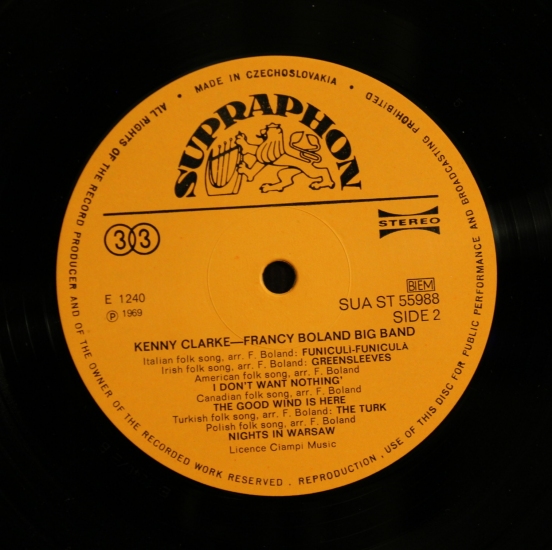 ALL RIGHTS OF THE RECORD PRODUCER AND OF THE OWNER OF THE RECORDED WORK RESERVED . REPRODUCTION , USE OF THIS DISC FOR PUBLIC PERFORMANCE AND BROADCASTING PROHIBITED • MADE IN CZECHOSLOVAKIA •
SUPRAPHON
33
STEREO
E 1240
Ⓟ 1969
BIEM
SUA ST 55988
SIDE 2
KENNY CLARKE—FRANCY BOLAND BIG BAND
Italian folk song, arr. F. Boland: FUNICULI-FUNICULA
Irish folk song, arr. F. Boland: GREENSLEEVES
American folk song, arr. F. Boland
I DON'T WANT NOTHING'
Canadian folk song, arr. F. Boland
THE GOOD WIND IS HERE
Turkish folk song, arr. F. Boland: THE TURK
Polish folk song, arr. F. Boland
NIGHTS IN WARSAW
Licence Ciampi Music